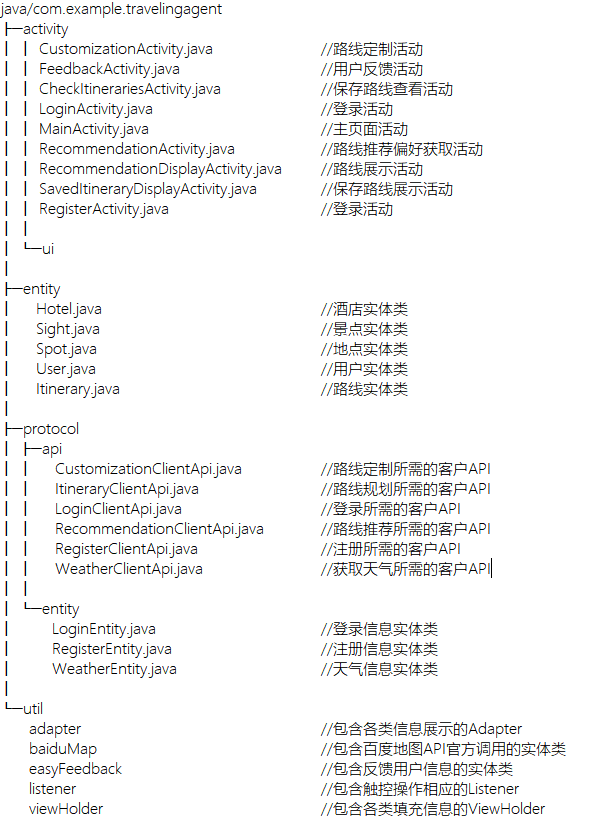 java/com.example.travelingagent
├─activity
│ │ CustomizationActivity.java //路线定制活动
│ │ FeedbackActivity.java //用户反馈活动
│ │ CheckItinerariesActivity.java //保存路线查看活动
│ │ LoginActivity.java //登录活动
│ │ MainActivity.java //主页面活动
│ │ RecommendationActivity.java //路线推荐偏好获取活动
│ │ RecommendationDisplayActivity.java //路线展示活动
│ │ SavedItineraryDisplayActivity.java //保存路线展示活动
│ │ RegisterActivity.java //登录活动
│ │
│ └─ui
│
├─entity
│ Hotel.java //酒店实体类
│ Sight.java //景点实体类
│ Spot.java //地点实体类
│ User.java //用户实体类
│ Itinerary.java //路线实体类
│
├─protocol
│ ├─api
│ │ CustomizationClientApi.java //路线定制所需的客户API
│ │ ItineraryClientApi.java //路线规划所需的客户API
│ │ LoginClientApi.java //登录所需的客户API
│ │ RecommendationClientApi.java //路线推荐所需的客户API
│ │ RegisterClientApi.java //注册所需的客户API
│ │ WeatherClientApi.java //获取天气所需的客户API
│ │
│ └─entity
│ LoginEntity.java //登录信息实体类
│ RegisterEntity.java //注册信息实体类
│ WeatherEntity.java //天气信息实体类
│
└─util
adapter //包含各类信息展示的Adapter
baiduMap //包含百度地图API官方调用的实体类
easyFeedback //包含反馈用户信息的实体类
listener //包含触控操作相应的Listener
viewHolder //包含各类填充信息的ViewHolder